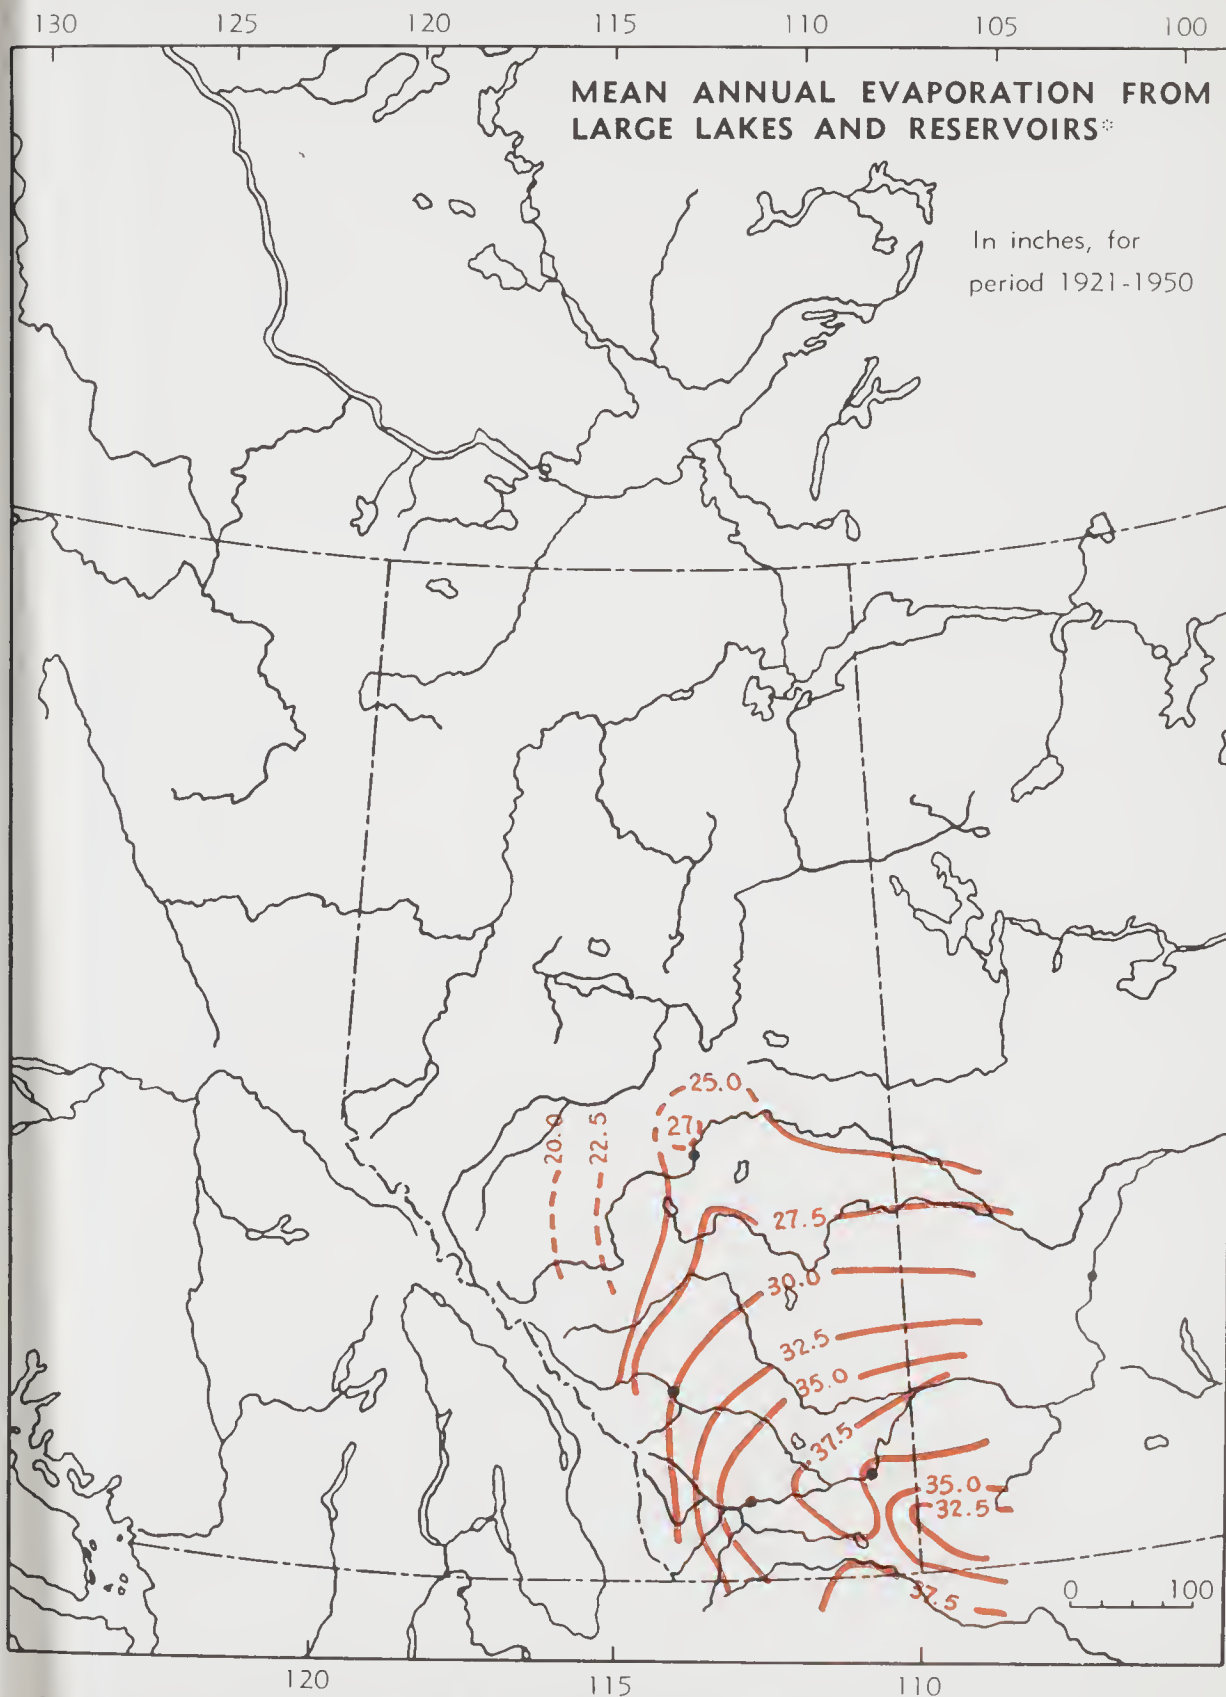 130 125 120 115 110 105 100
MEAN ANNUAL EVAPORATION FROM
LARGE LAKES AND RESERVOIRS*
In inches, for
period 1921-1950
25.0
20.0
22.5
27
27.5
30.0
32.5
35.0
37.5
35.0
32.5
37.5
0 100
120 115 110